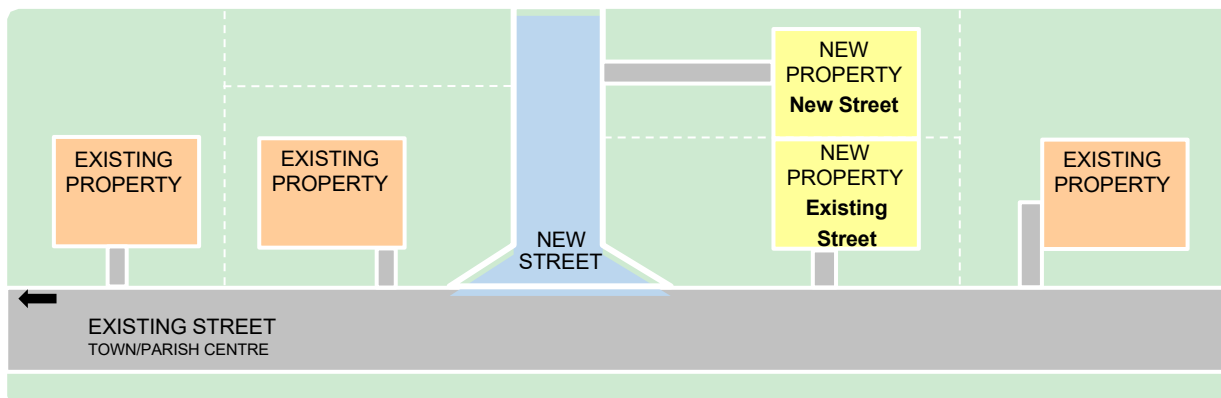 NEW
PROPERTY
New Street
EXISTING
PROPERTY
EXISTING
PROPERTY
NEW
PROPERTY
Existing
Street
EXISTING
PROPERTY
NEW
STREET
EXISTING STREET
TOWN/PARISH CENTRE